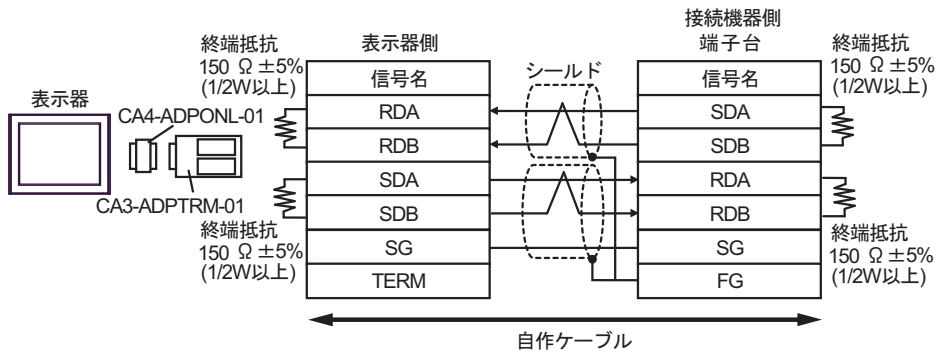 表示器
CA4-ADPONL-01
CA3-ADPTRM-01
終端抵抗
150 Ω ±5%
(1/2W以上)
終端抵抗
150 Ω ±5%
(1/2W以上)
表示器側
信号名
RDA
RDB
SDA
SDB
SG
TERM
シールド
接続機器側
端子台
信号名
SDA
SDB
RDA
RDB
SG
FG
終端抵抗
150 Ω ±5%
(1/2W以上)
終端抵抗
150 Ω ±5%
(1/2W以上)
自作ケーブル